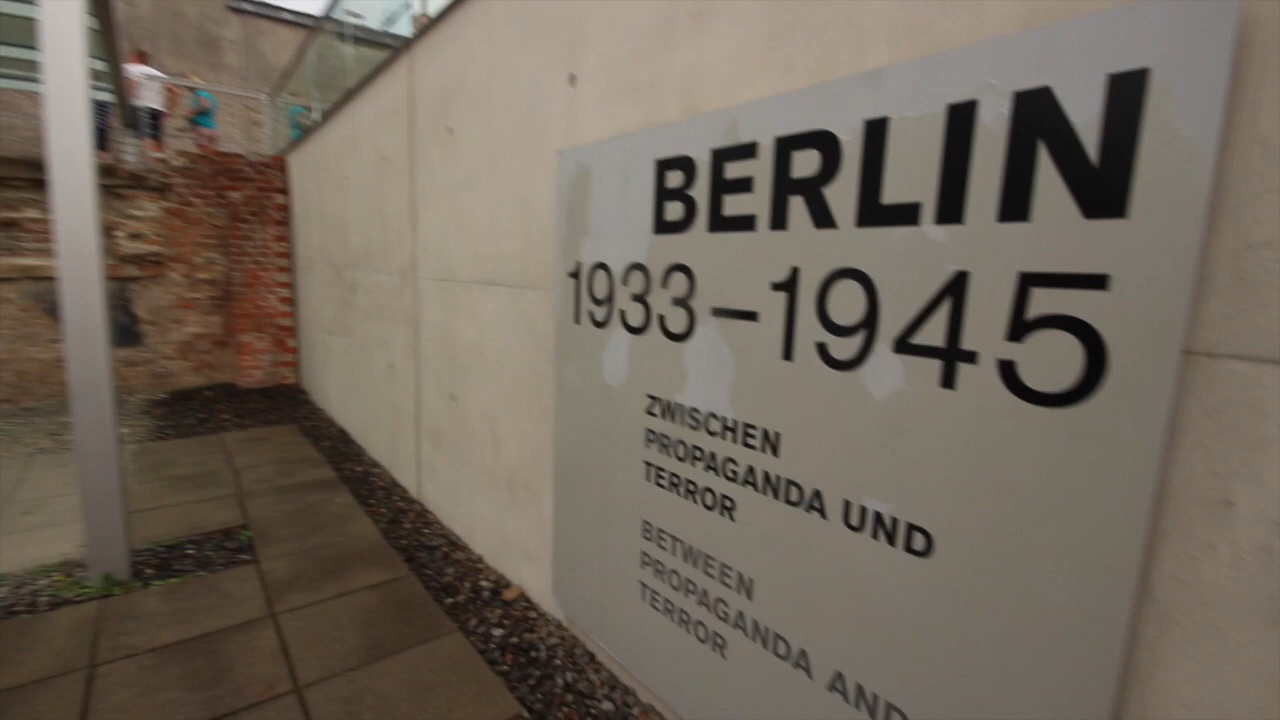 BERLIN
1933–1945
ZWISCHEN
PROPAGANDA UND
TERROR
BETWEEN
PROPAGANDA AND
TERROR